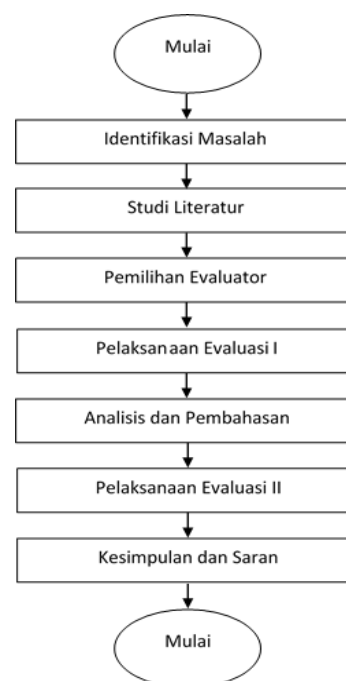 Mulai
Identifikasi Masalah
Studi Literatur
Pemilihan Evaluator
Pelaksanaan Evaluasi I
Analisis dan Pembahasan
Pelaksanaan Evaluasi II
Kesimpulan dan Saran
Mulai